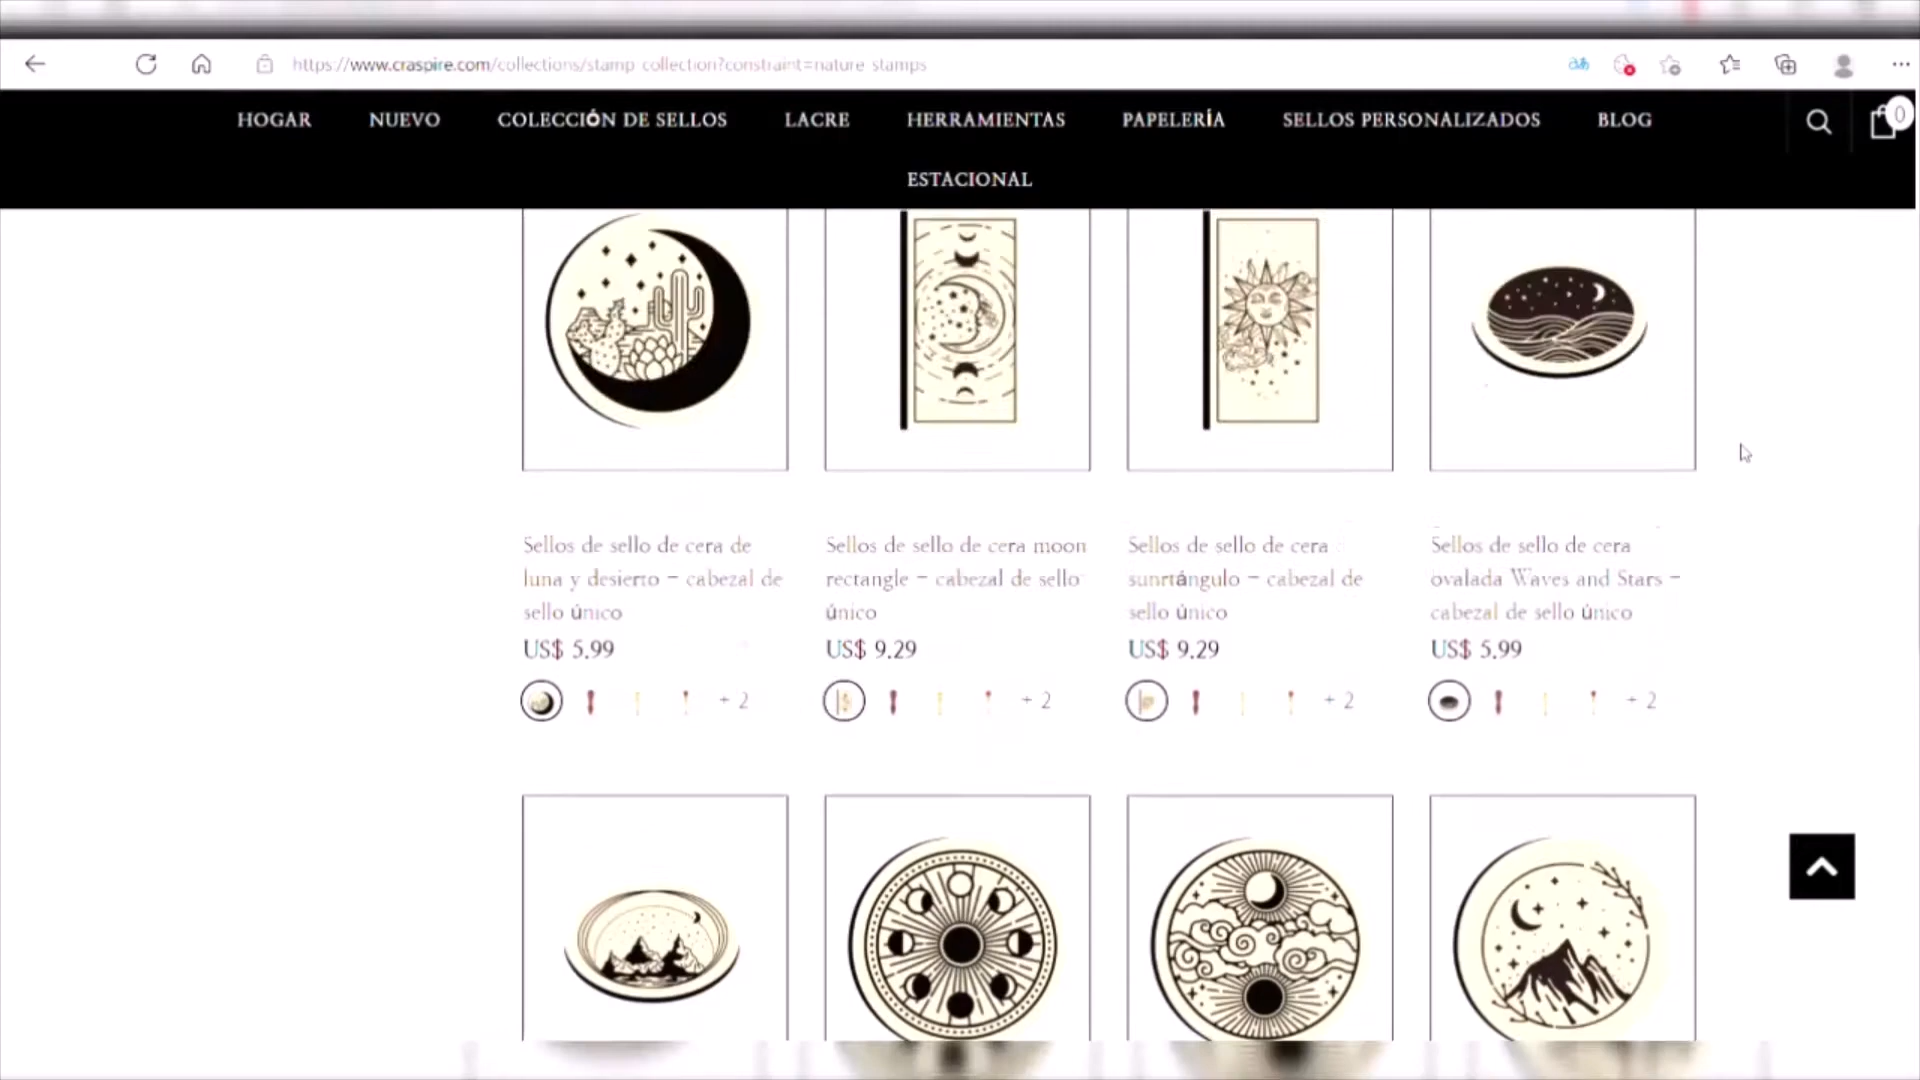 https://www.craspire.com/collections/stamp-collection?constraint=nature-stamps
HOGAR NUEVO COLECCIÓN DE SELLOS LACRE HERRAMIENTAS PAPELERÍA SELLOS PERSONALIZADOS BLOG
0
ESTACIONAL
Sellos de sello de cera de
luna y desierto - cabezal de
sello único
US$ 5.99
+ 2
Sellos de sello de cera moon
rectangle - cabezal de sello
único
US$ 9.29
+ 2
Sellos de sello de cera
sunrtángulo - cabezal de
sello único
US$ 9.29
+ 2
Sellos de sello de cera
ovalada Waves and Stars -
cabezal de sello único
US$ 5.99
+ 2